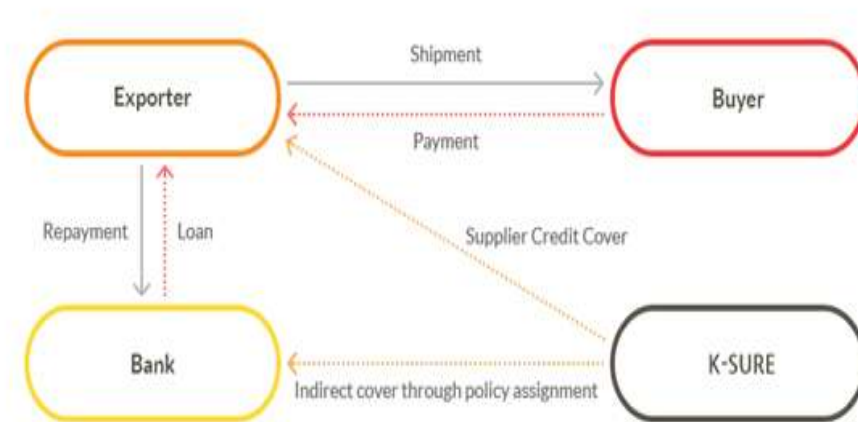 Shipment
Exporter
Buyer
Payment
Repayment
Loan
Supplier Credit Cover
Bank
K-SURE
Indirect cover through policy assignment